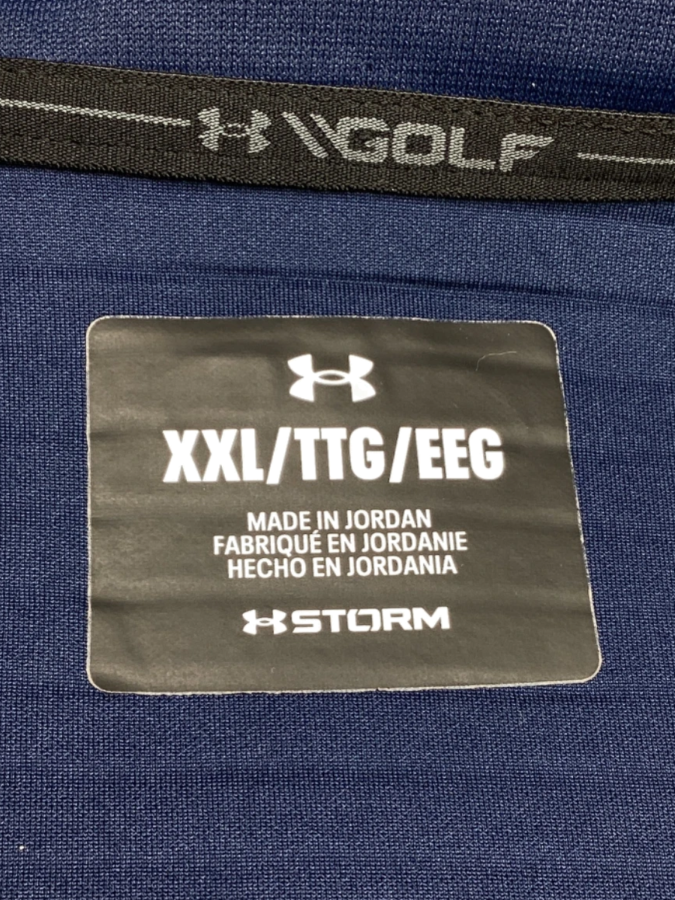 \\GOLF
XXL/TTG/EEG
MADE IN JORDAN
FABRIQUÉ EN JORDANIE
HECHO EN JORDANIA
STORM